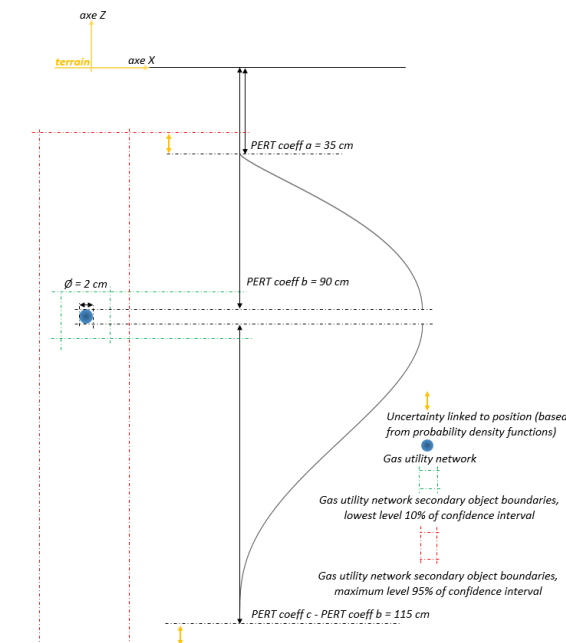 axe Z
terrain
axe X
PERT coeff a = 35 cm
Ø = 2 cm
PERT coeff b = 90 cm
Uncertainty linked to position (based
from probability density functions)
Gas utility network
Gas utility network secondary object boundaries,
lowest level 10% of confidence interval
Gas utility network secondary object boundaries,
maximum level 95% of confidence interval
PERT coeff c - PERT coeff b = 115 cm